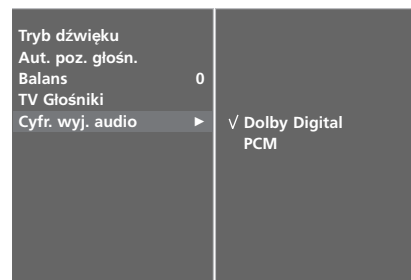 Tryb dźwięku
Aut. poz. głośn.
Balans 0
TV Głośniki
Cyfr. wyj. audio ►
√ Dolby Digital
PCM